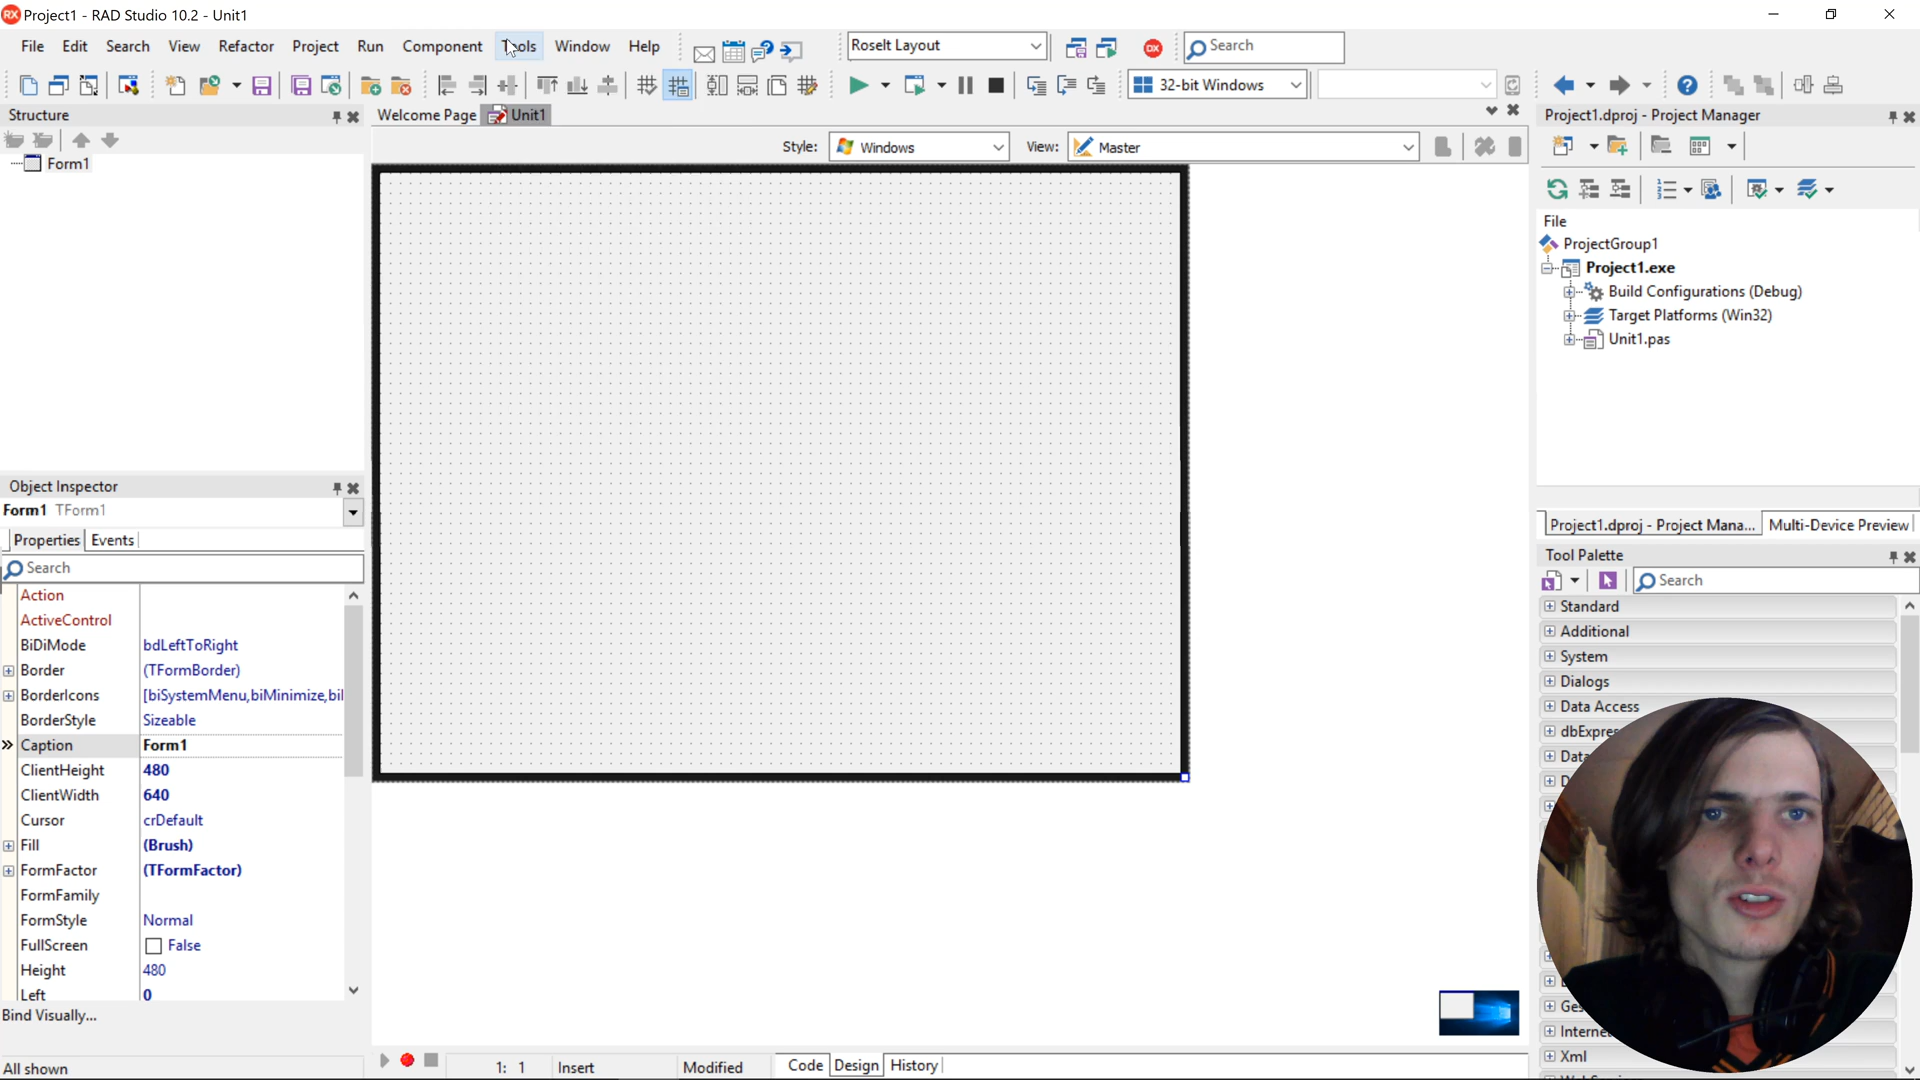 Project1 - RAD Studio 10.2 - Unit1
File Edit Search View Refactor Project Run Component Tools Window Help
Roselt Layout
Search
32-bit Windows
Structure
Form1
Welcome Page Unit1
Style: Windows View: Master
Object Inspector
Form1 TForm1
Properties Events
Search
Action
ActiveControl
BiDiMode bdLeftToRight
Border (TFormBorder)
BorderIcons [biSystemMenu,biMinimize,bil
BorderStyle Sizeable
Caption Form1
ClientHeight 480
ClientWidth 640
Cursor crDefault
Fill (Brush)
FormFactor (TFormFactor)
FormFamily
FormStyle Normal
FullScreen False
Height 480
Left 0
Bind Visually...
All shown
1: 1 Insert Modified Code Design History
Project1.dproj - Project Manager
File
ProjectGroup1
Project1.exe
Build Configurations (Debug)
Target Platforms (Win32)
Unit1.pas
Project1.dproj - Project Mana... Multi-Device Preview
Tool Palette
Search
Standard
Additional
System
Dialogs
Data Access
dbExpre
Data
Ges
Interne
Xml